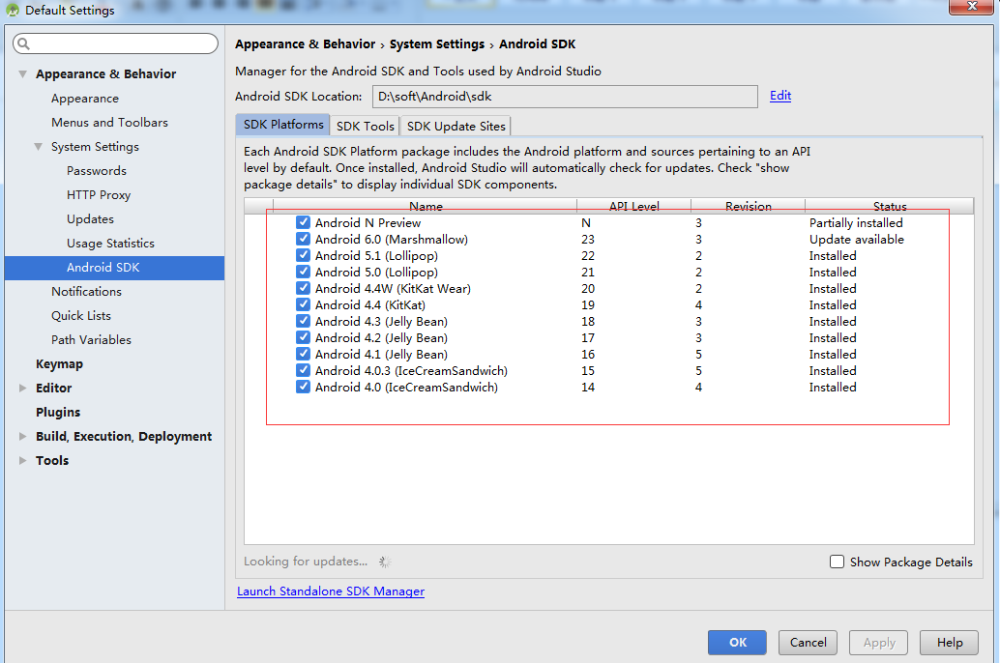 Default Settings
Appearance & Behavior
Appearance
Menus and Toolbars
System Settings
Passwords
HTTP Proxy
Updates
Usage Statistics
Android SDK
Notifications
Quick Lists
Path Variables
Keymap
Editor
Plugins
Build, Execution, Deployment
Tools
Appearance & Behavior › System Settings › Android SDK
Manager for the Android SDK and Tools used by Android Studio
Android SDK Location: D:\soft\Android\sdk Edit
SDK Platforms SDK Tools SDK Update Sites
Each Android SDK Platform package includes the Android platform and sources pertaining to an API
level by default. Once installed, Android Studio will automatically check for updates. Check "show
package details" to display individual SDK components.
Name API Level Revision Status
Android N Preview N 3 Partially installed
Android 6.0 (Marshmallow) 23 3 Update available
Android 5.1 (Lollipop) 22 2 Installed
Android 5.0 (Lollipop) 21 2 Installed
Android 4.4W (KitKat Wear) 20 2 Installed
Android 4.4 (KitKat) 19 4 Installed
Android 4.3 (Jelly Bean) 18 3 Installed
Android 4.2 (Jelly Bean) 17 3 Installed
Android 4.1 (Jelly Bean) 16 5 Installed
Android 4.0.3 (IceCreamSandwich) 15 5 Installed
Android 4.0 (IceCreamSandwich) 14 4 Installed
Looking for updates... Show Package Details
Launch Standalone SDK Manager
OK Cancel Apply Help